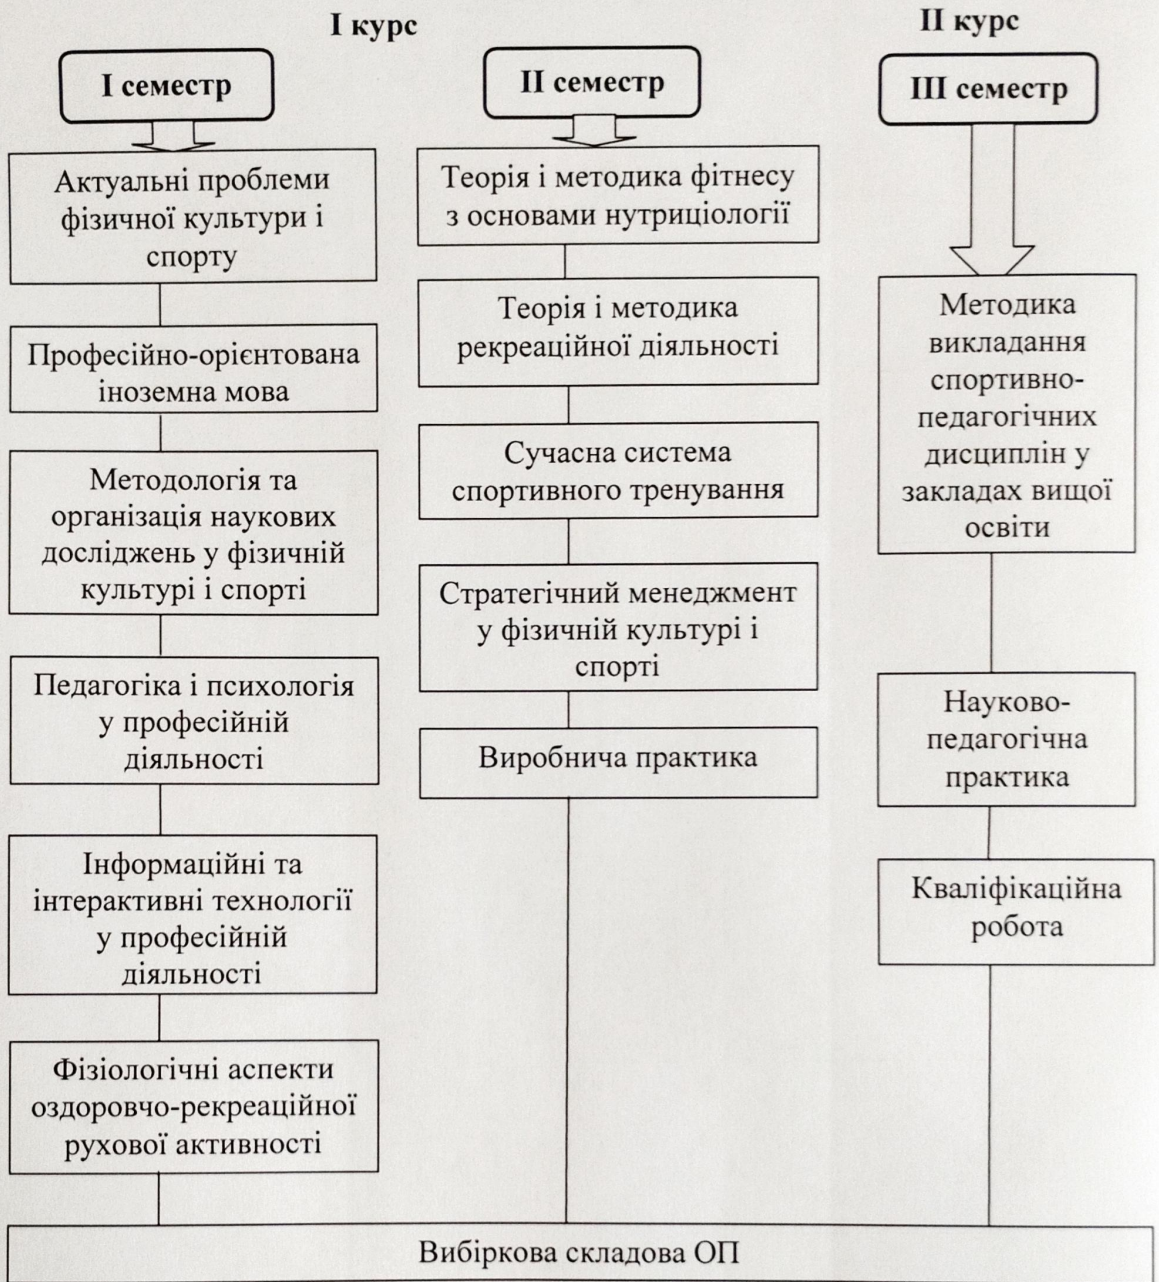 І курс
І семестр
Актуальні проблеми
фізичної культури і
спорту
Професійно-орієнтована
іноземна мова
Методологія та
організація наукових
досліджень у фізичній
культурі і спорті
Педагогіка і психологія
у професійній
діяльності
Інформаційні та
інтерактивні технології
у професійній
діяльності
Фізіологічні аспекти
оздоровчо-рекреаційної
рухової активності
ІІ семестр
Теорія і методика фітнесу
з основами нутриціології
Теорія і методика
рекреаційної діяльності
Сучасна система
спортивного тренування
Стратегічний менеджмент
у фізичній культурі і
спорті
Виробнича практика
ІІ курс
ІІІ семестр
Методика
викладання
спортивно-
педагогічних
дисциплін у
закладах вищої
освіти
Науково-
педагогічна
практика
Кваліфікаційна
робота
Вибіркова складова ОП